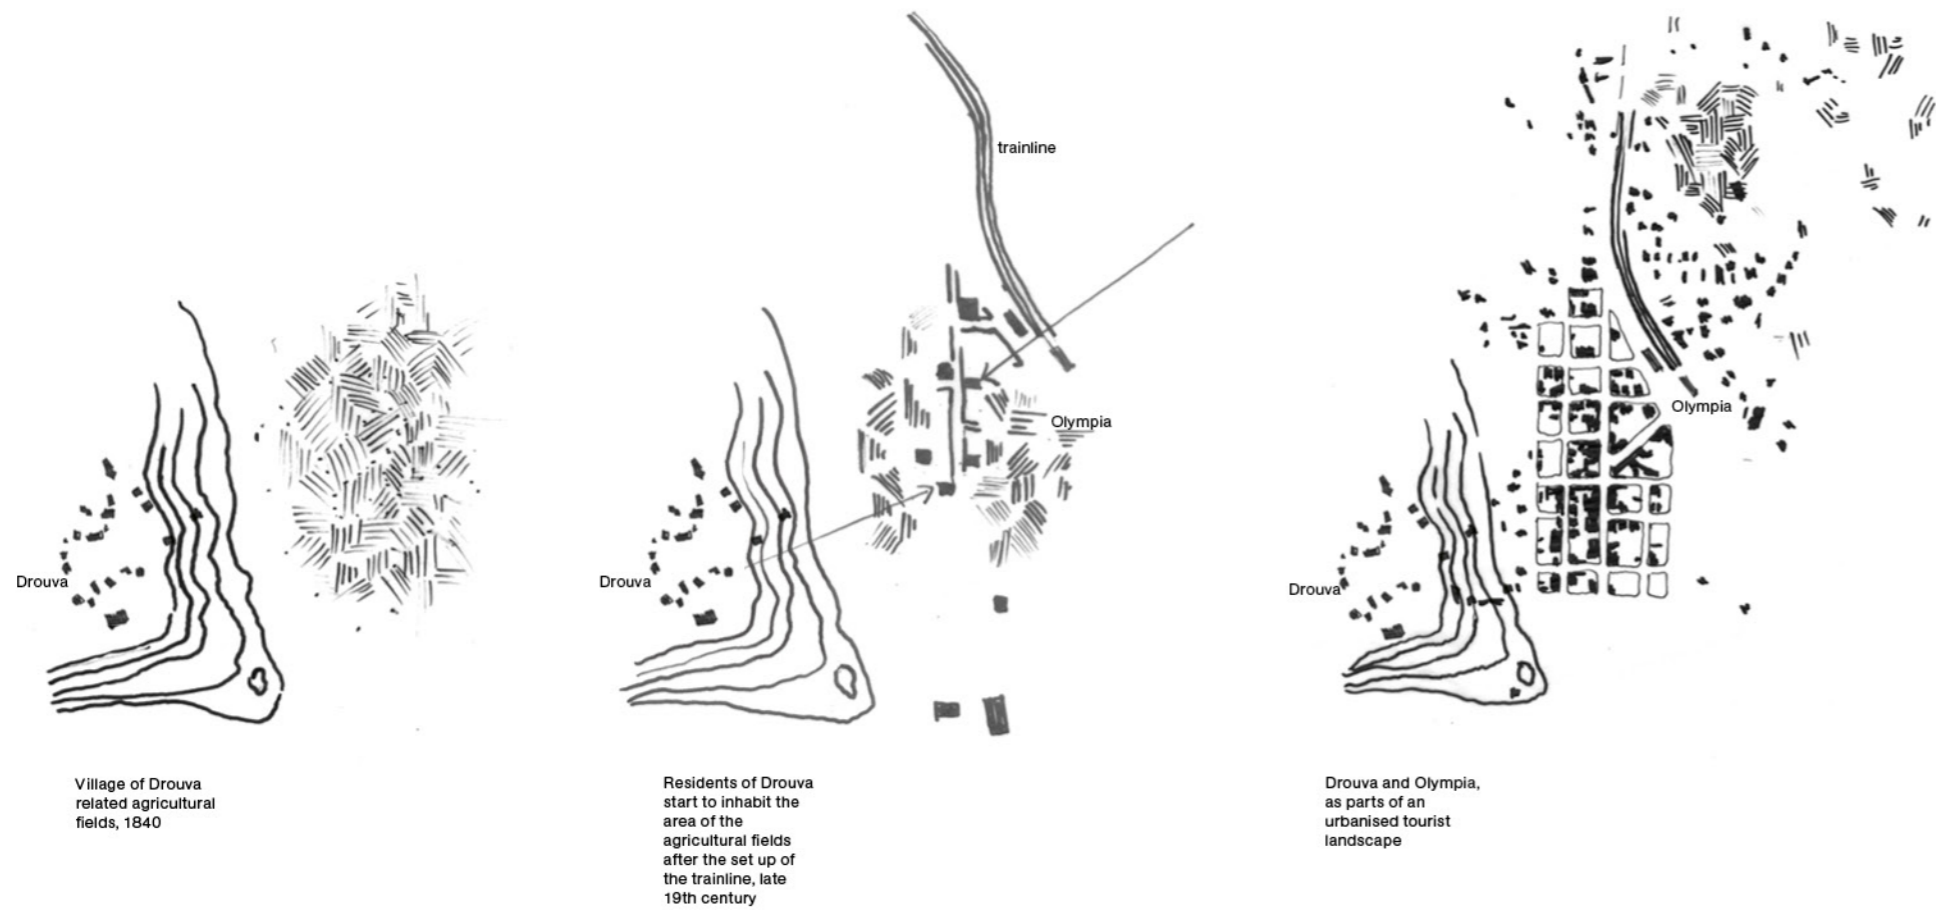 trainline
Olympia
Olympia
Drouva
Drouva
Drouva
Village of Drouva
related agricultural
fields, 1840
Residents of Drouva
start to inhabit the
area of the
agricultural fields
after the set up of
the trainline, late
19th century
Drouva and Olympia,
as parts of an
urbanised tourist
landscape